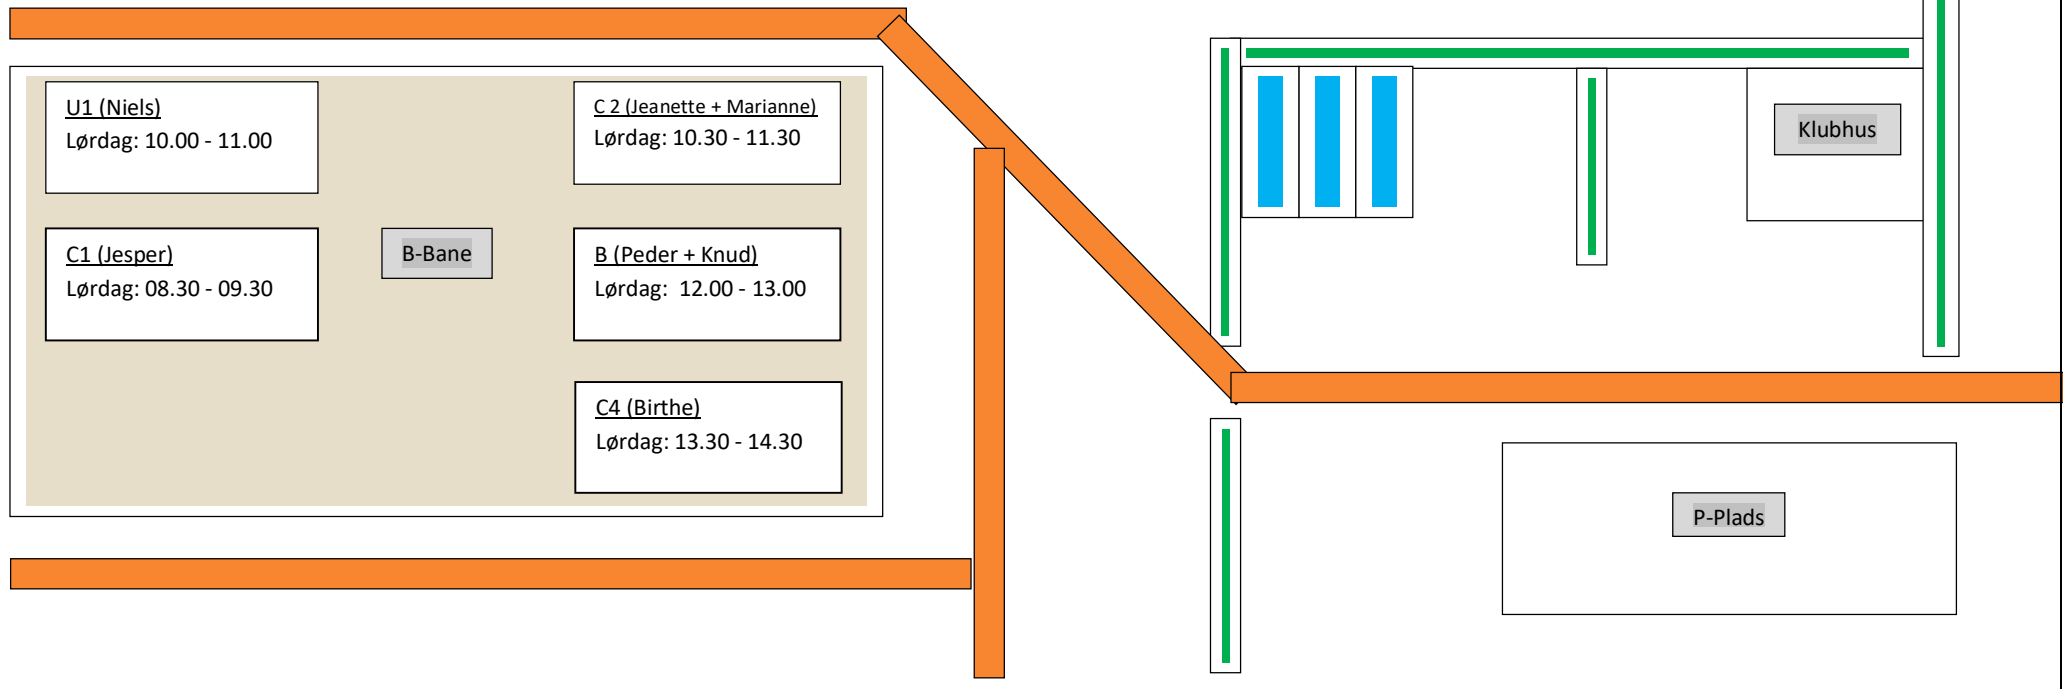 U1 (Niels)
Lørdag: 10.00 - 11.00
C 2 (Jeanette + Marianne)
Lørdag: 10.30 - 11.30
C1 (Jesper)
Lørdag: 08.30 - 09.30
B-Bane
B (Peder + Knud)
Lørdag:  12.00 - 13.00
C4 (Birthe)
Lørdag: 13.30 - 14.30
Klubhus
P-Plads